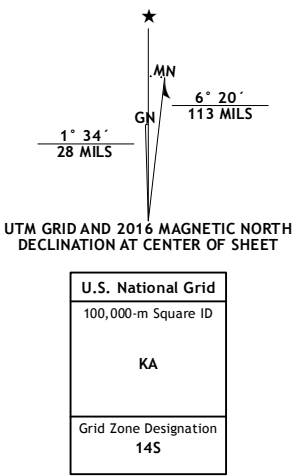 ★
MN
GN
6° 20´
113 MILS
1° 34´
28 MILS
UTM GRID AND 2016 MAGNETIC NORTH
DECLINATION AT CENTER OF SHEET
U.S. National Grid
100,000-m Square ID
KA
Grid Zone Designation
14S